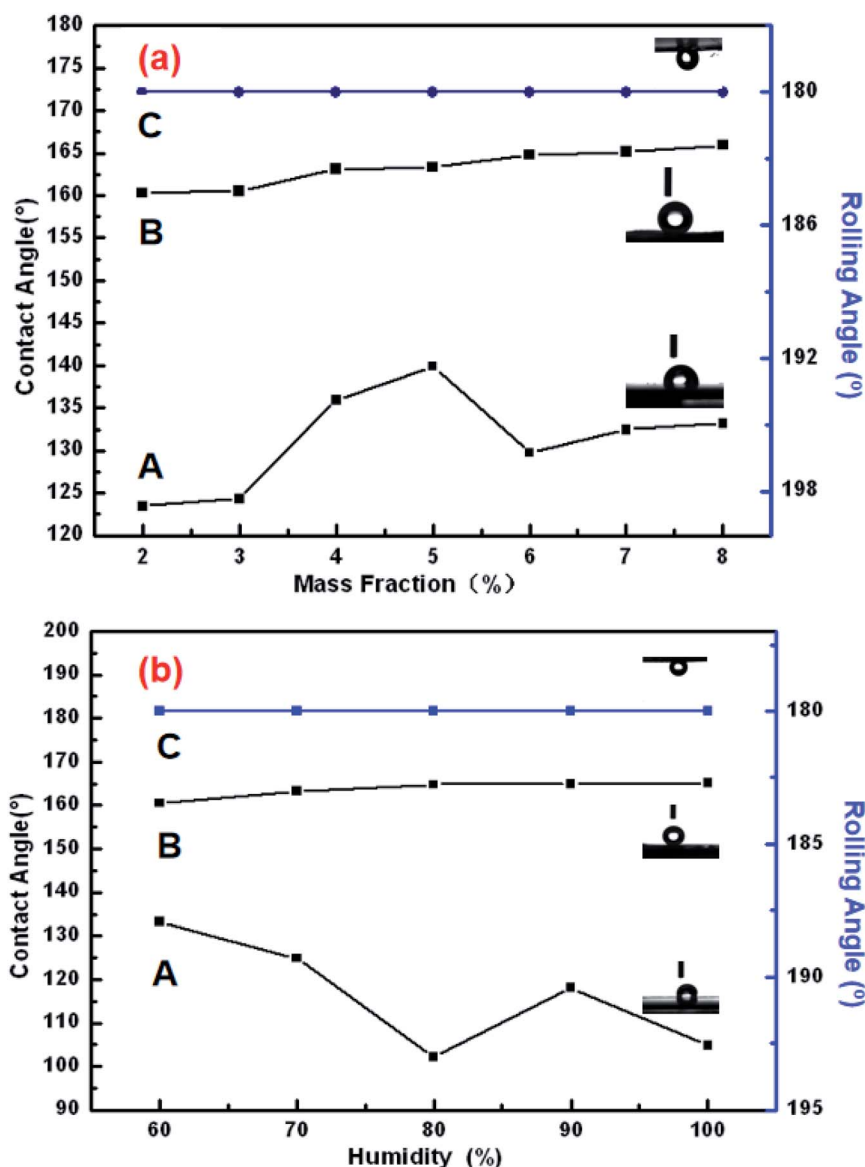 (a)
180
175
170
165
160
155
150
145
140
135
130
125
120
Contact Angle(°)
C
B
A
180
186
192
198
Rolling Angle (º)
2 3 4 5 6 7 8
Mass Fraction (%)
(b)
200
190
180
170
160
150
140
130
120
110
100
90
Contact Angle(°)
C
B
A
180
185
190
195
Rolling Angle (º)
60 70 80 90 100
Humidity (%)